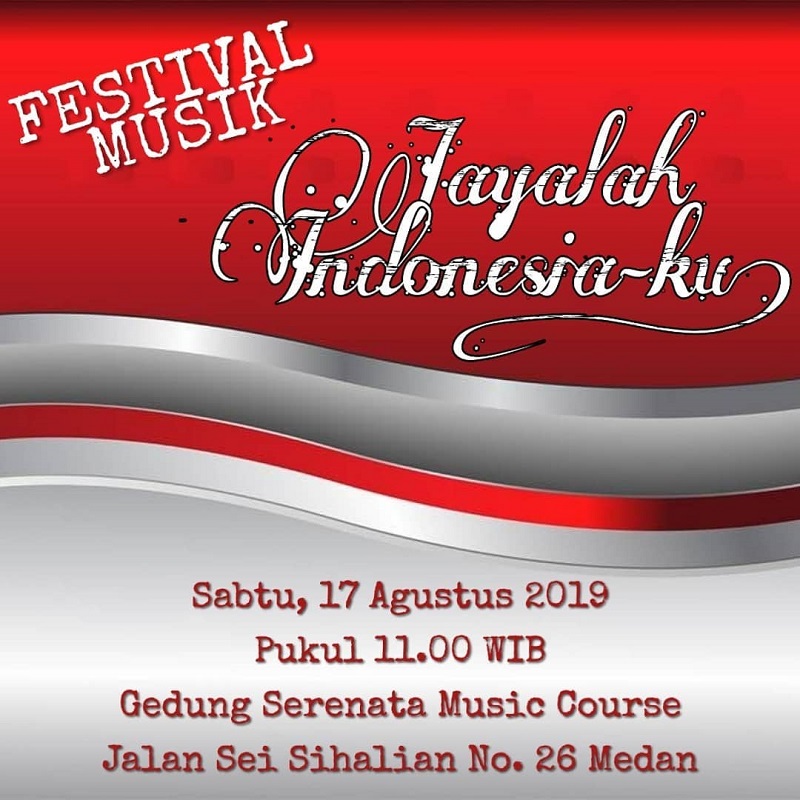 FESTIVAL
MUSIK
Jayalah
Indonesia-ku
Sabtu, 17 Agustus 2019
Pukul 11.00 WIB
Gedung Serenata Music Course
Jalan Sei Sihalian No. 26 Medan